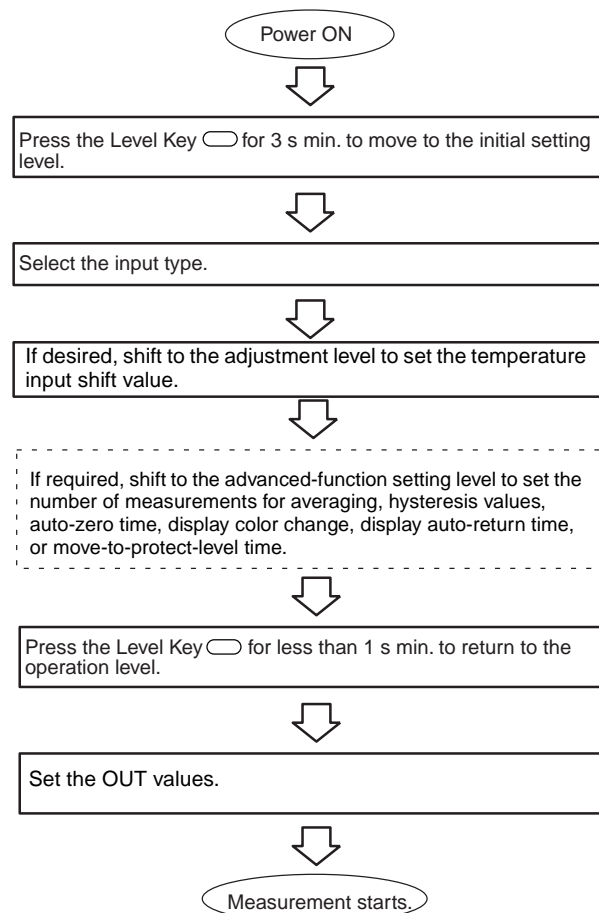 Power ON
Press the Level Key for 3 s min. to move to the initial setting
level.
Select the input type.
If desired, shift to the adjustment level to set the temperature
input shift value.
If required, shift to the advanced-function setting level to set the
number of measurements for averaging, hysteresis values,
auto-zero time, display color change, display auto-return time,
or move-to-protect-level time.
Press the Level Key for less than 1 s min. to return to the
operation level.
Set the OUT values.
Measurement starts.